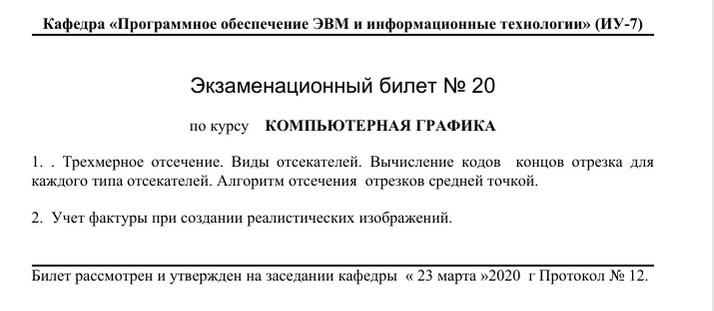 Кафедра «Программное обеспечение ЭВМ и информационные технологии» (ИУ-7)
Экзаменационный билет № 20
по курсу КОМПЬЮТЕРНАЯ ГРАФИКА
1. . Трехмерное отсечение. Виды отсекателей. Вычисление кодов концов отрезка для
каждого типа отсекателей. Алгоритм отсечения отрезков средней точкой.
2. Учет фактуры при создании реалистических изображений.
Билет рассмотрен и утвержден на заседании кафедры « 23 марта »2020 г Протокол № 12.